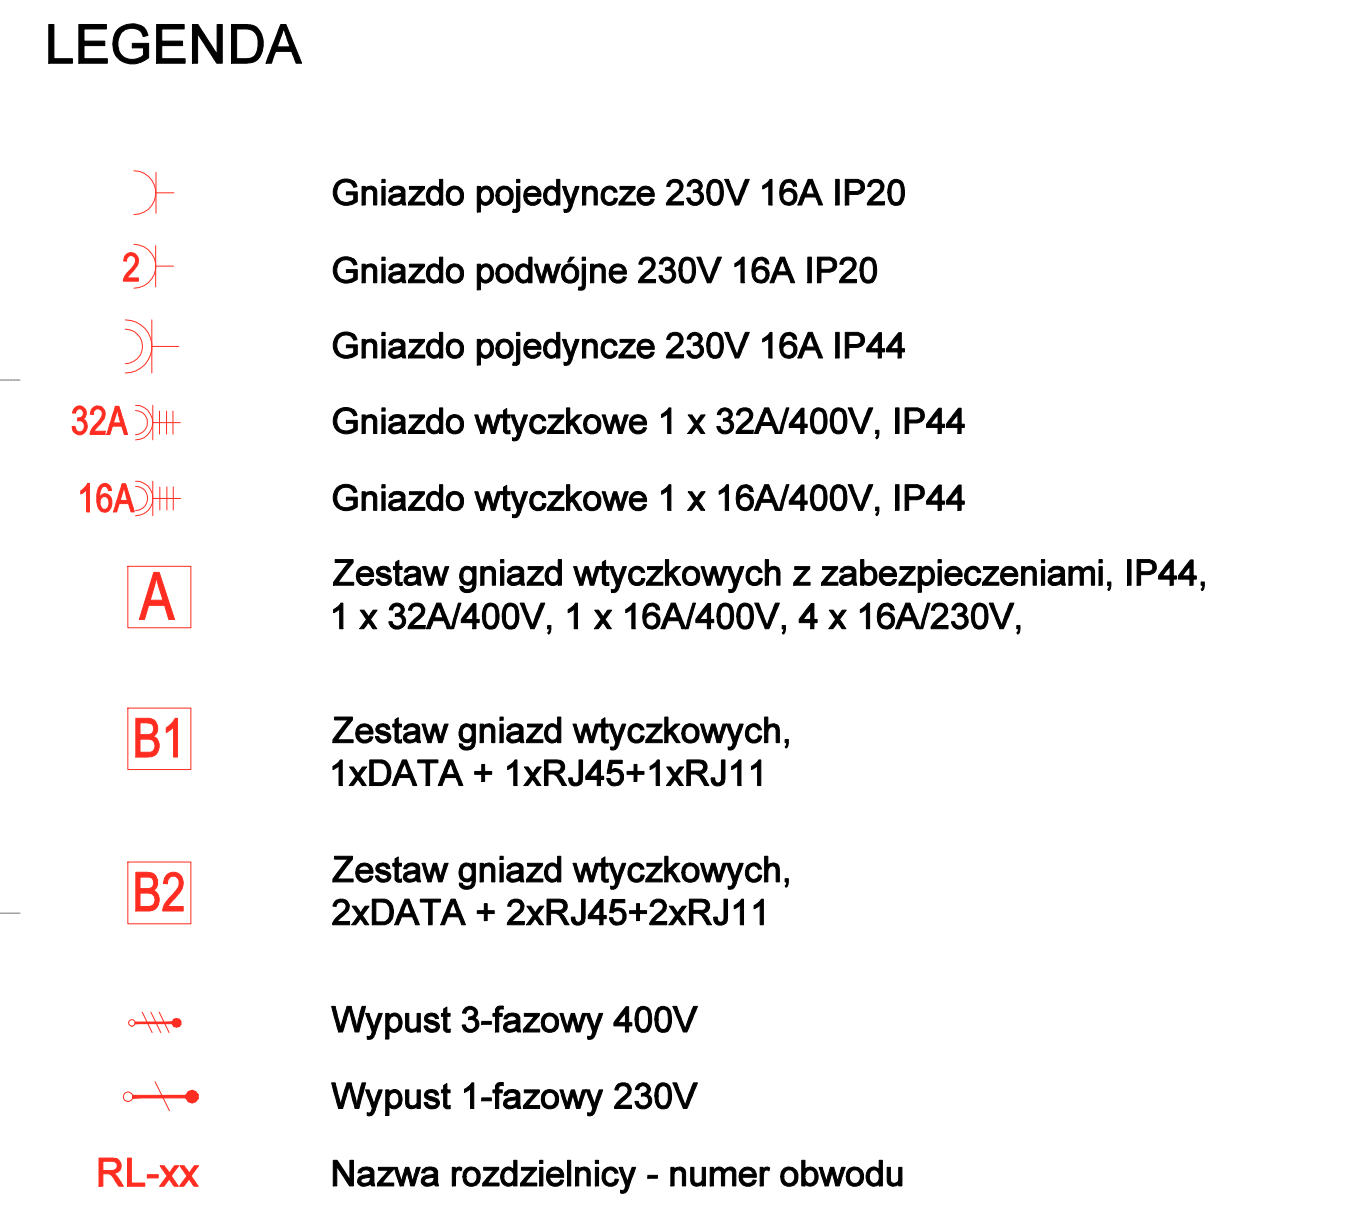 LEGENDA
Gniazdo pojedyncze 230V 16A IP20
2 Gniazdo podwójne 230V 16A IP20
Gniazdo pojedyncze 230V 16A IP44
32A Gniazdo wtyczkowe 1 x 32A/400V, IP44
16A Gniazdo wtyczkowe 1 x 16A/400V, IP44
A Zestaw gniazd wtyczkowych z zabezpieczeniami, IP44,
1 x 32A/400V, 1 x 16A/400V, 4 x 16A/230V,
B1 Zestaw gniazd wtyczkowych,
1xDATA + 1xRJ45+1xRJ11
B2 Zestaw gniazd wtyczkowych,
2xDATA + 2xRJ45+2xRJ11
Wypust 3-fazowy 400V
Wypust 1-fazowy 230V
RL-xx Nazwa rozdzielnicy - numer obwodu